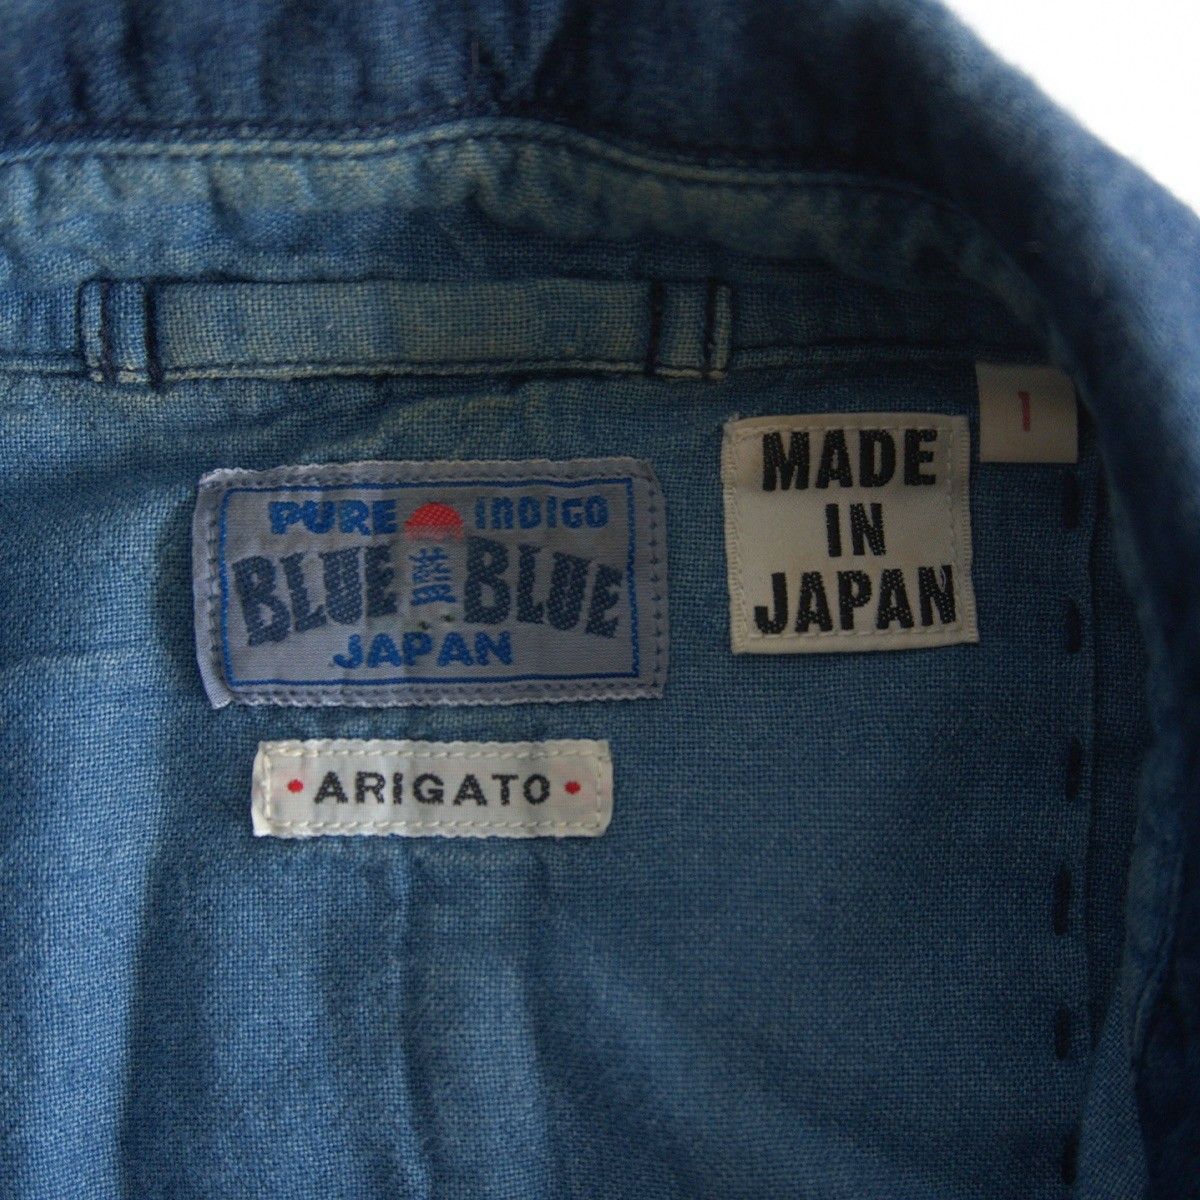 PURE INDIGO
BLUE BLUE
藍
JAPAN
ARIGATO
MADE
IN
JAPAN
1